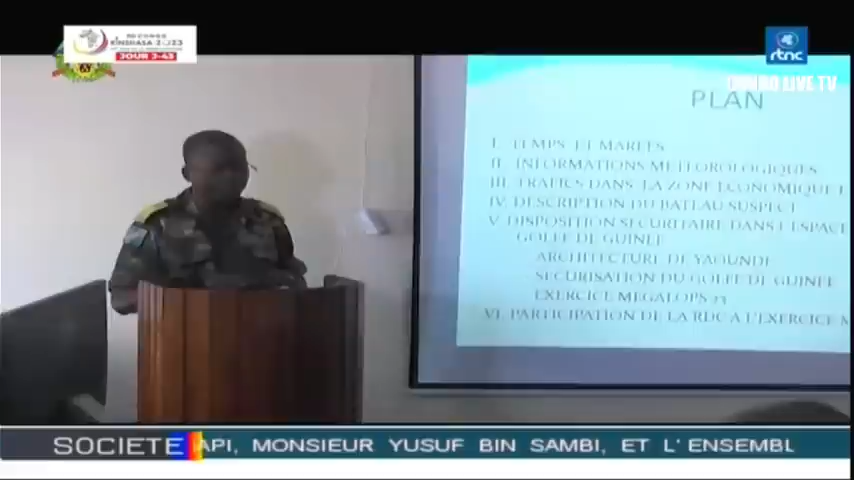 KINSHASA 2023
JOUR J-43
rtnc
LIVE TV
PLAN
I. TEMPS ET MAREES
II. INFORMATIONS METEOROLOGIQUES
III. TRAFICS DANS LA ZONE ECONOMIQUE E
IV. DESCRIPTION DU BATEAU SUSPECT
V. DISPOSITION SECURITAIRE DANS L'ESPACE
GOLFE DE GUINEE
ARCHITECTURE DE YAOUNDE
SECURISATION DU GOLFE DE GUINEE
EXERCICE MEGALOPS 23
VI. PARTICIPATION DE LA RDC A L'EXERCICE M
SOCIETE API, MONSIEUR YUSUF BIN SAMBI, ET L'ENSEMBL